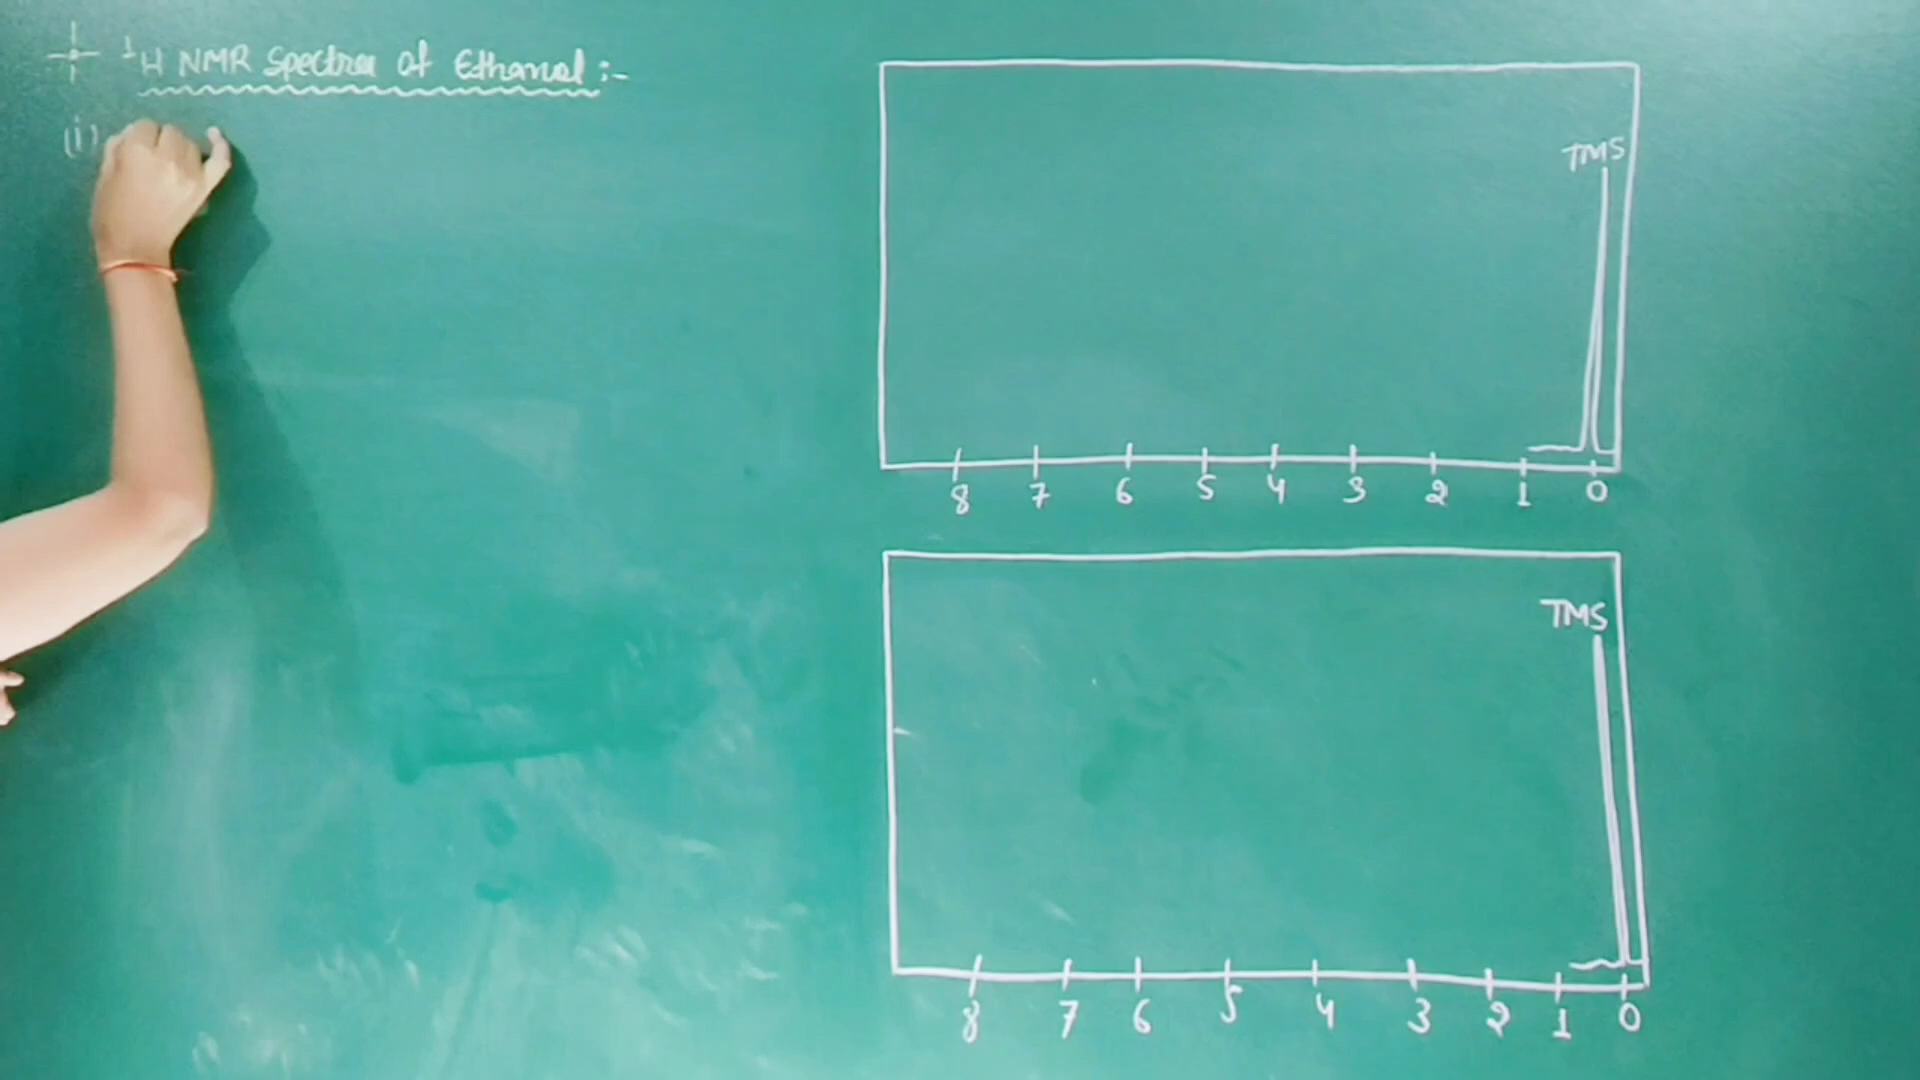 ¹H NMR Spectra of Ethanol :-
(i)
TMS
8 7 6 5 4 3 2 1 0
TMS
8 7 6 5 4 3 2 1 0